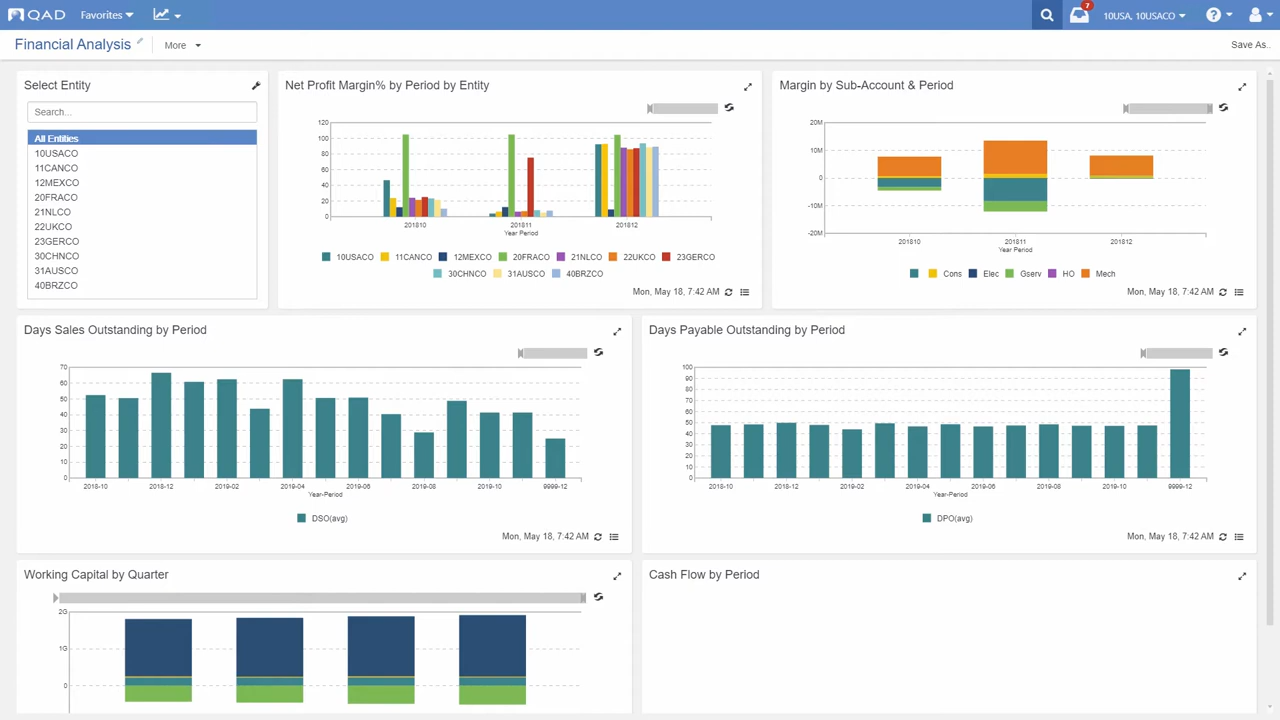 QAD Favorites 7 10USA, 10USACO
Financial Analysis More Save As..
Select Entity
Search...
All Entities
10USACO
11CANCO
12MEXCO
20FRACO
21NLCO
22UKCO
23GERCO
30CHNCO
31AUSCO
40BRZCO
Net Profit Margin% by Period by Entity
120
100
80
60
40
20
0
201810 201811 201812
Year Period
10USACO 11CANCO 12MEXCO 20FRACO 21NLCO 22UKCO 23GERCO
30CHNCO 31AUSCO 40BRZCO
Mon, May 18, 7:42 AM
Margin by Sub-Account & Period
20M
10M
0
-10M
-20M
201810 201811 201812
Year Period
Cons Elec Gserv HO Mech
Mon, May 18, 7:42 AM
Days Sales Outstanding by Period
70
60
50
40
30
20
10
0
2018-10 2018-12 2019-02 2019-04 2019-06 2019-08 2019-10 9999-12
Year-Period
DSO(avg)
Mon, May 18, 7:42 AM
Days Payable Outstanding by Period
100
90
80
70
60
50
40
30
20
10
0
2018-10 2018-12 2019-02 2019-04 2019-06 2019-08 2019-10 9999-12
Year-Period
DPO(avg)
Mon, May 18, 7:42 AM
Working Capital by Quarter
2G
1G
0
Cash Flow by Period